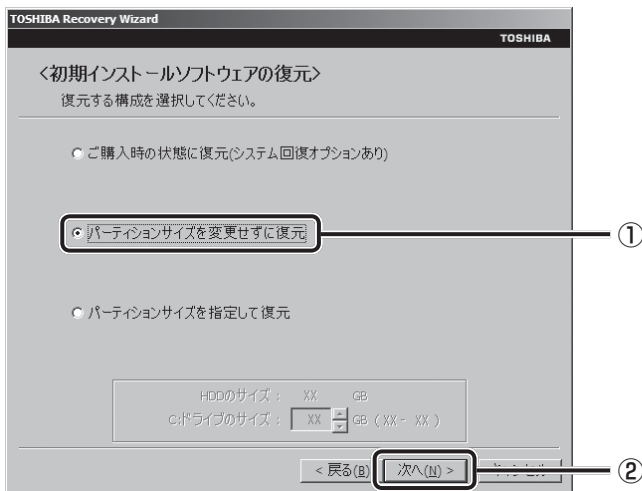 TOSHIBA Recovery Wizard
TOSHIBA
<初期インストールソフトウェアの復元>
復元する構成を選択してください。
ご購入時の状態に復元(システム回復オプションあり)
パーティションサイズを変更せずに復元
①
パーティションサイズを指定して復元
HDDのサイズ： XX GB
C:ドライブのサイズ： XX GB ( XX - XX )
< 戻る(B) 次へ(N) > キャンセル
②